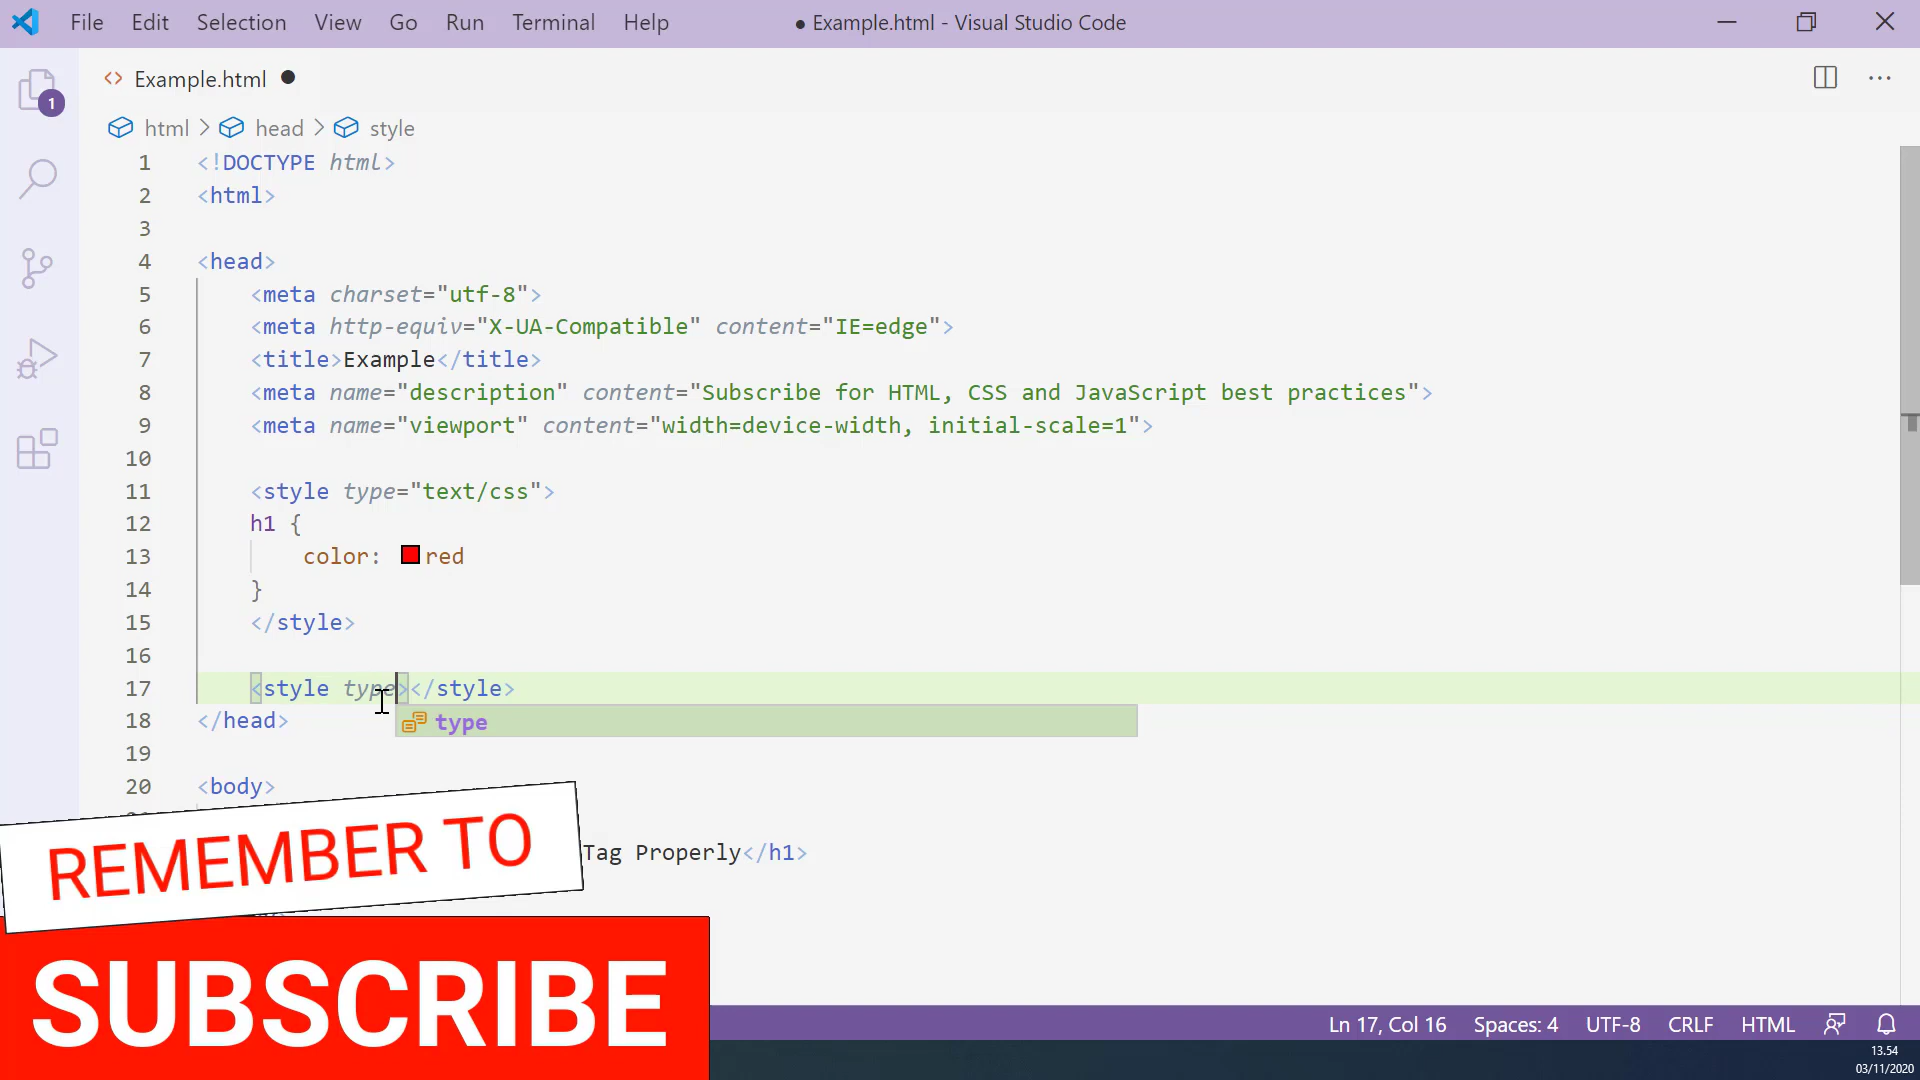 File Edit Selection View Go Run Terminal Help ● Example.html - Visual Studio Code
1
<> Example.html ●
html > head > style
1 <!DOCTYPE html>
2 <html>
3
4 <head>
5 <meta charset="utf-8">
6 <meta http-equiv="X-UA-Compatible" content="IE=edge">
7 <title>Example</title>
8 <meta name="description" content="Subscribe for HTML, CSS and JavaScript best practices">
9 <meta name="viewport" content="width=device-width, initial-scale=1">
10
11 <style type="text/css">
12 h1 {
13 color: red
14 }
15 </style>
16
17 <style type></style>
type
18 </head>
19
20 <body>
Tag Properly</h1>
REMEMBER TO
SUBSCRIBE
Ln 17, Col 16 Spaces: 4 UTF-8 CRLF HTML
13.54
03/11/2020